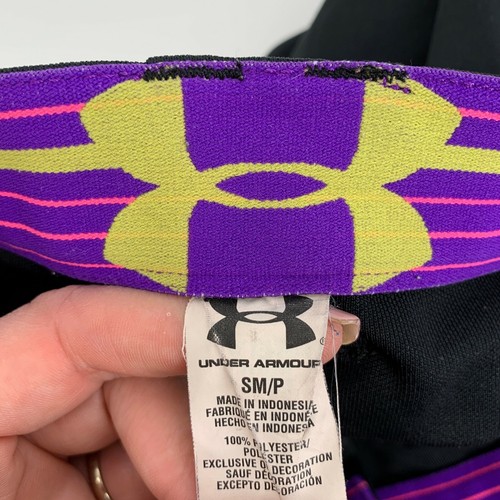 UNDER ARMOUR
SM/P
MADE IN INDONESIA/
FABRIQUÉ EN INDONÉSIE/
HECHO EN INDONESIA
100% POLYESTER/
POLYESTER
EXCLUSIVE OF DECORATION
SAUF DÉCORATION
EXCEPTO DECORACIÓN